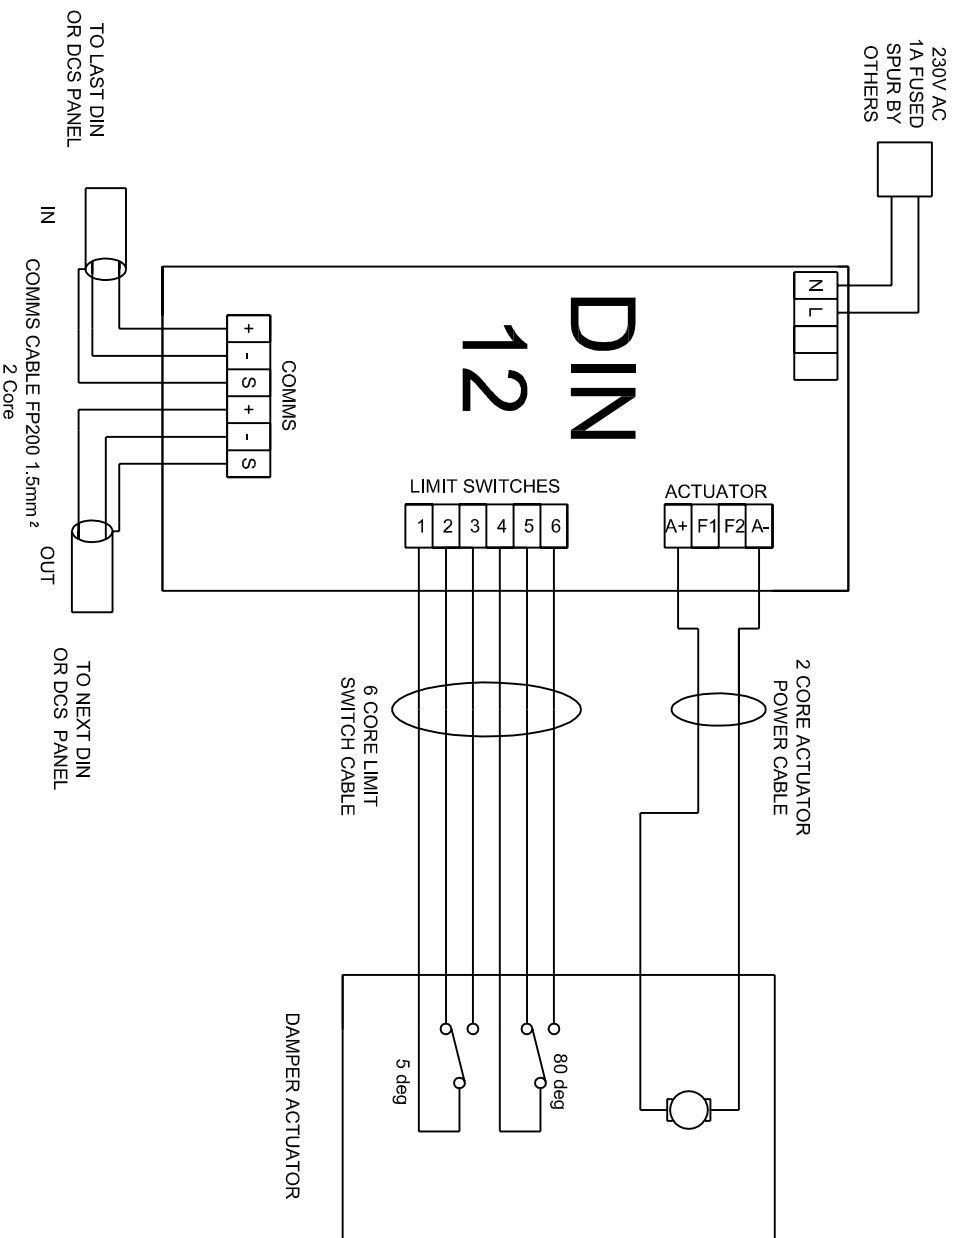 230V AC
1A FUSED
SPUR BY
OTHERS
TO LAST DIN
OR DCS PANEL
IN
COMMS CABLE FP200 1.5mm ²
2 Core
OUT
TO NEXT DIN
OR DCS PANEL
N
L
DIN
12
COMMS
+
-
S
+
-
S
LIMIT SWITCHES
1 2 3 4 5 6
ACTUATOR
A+ F1 F2 A-
2 CORE ACTUATOR
POWER CABLE
6 CORE LIMIT
SWITCH CABLE
80 deg
5 deg
DAMPER ACTUATOR